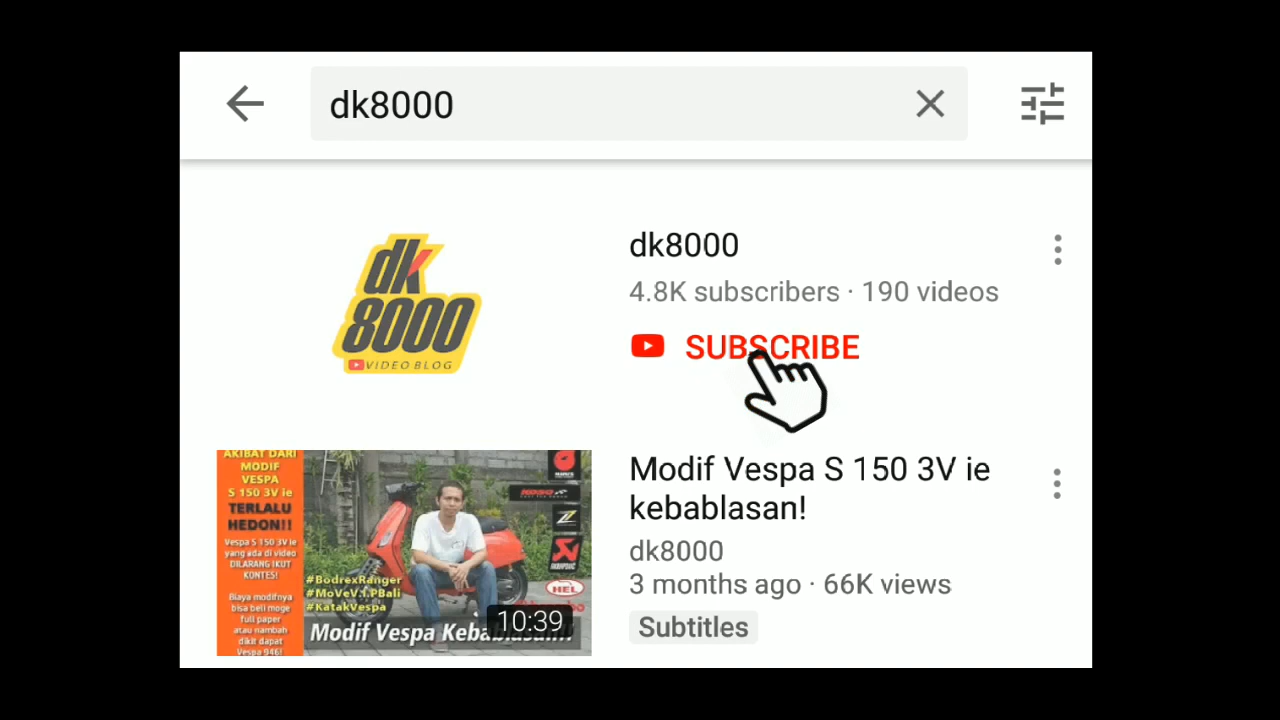 dk8000
dk
8000
VIDEO BLOG
dk8000
4.8K subscribers · 190 videos
SUBSCRIBE
AKIBAT DARI
MODIF
VESPA
S 150 3V ie
TERLALU
HEDON!!
Vespa S 150 3V ie
yang ada di video
DILARANG IKUT
KONTES!
Biaya modifnya
bisa beli moge
full paper
atau nambah
dikit dapat
Vespa 946!
#BodrexRanger
#MoVeV.I.PBali
#KatakVespa
Modif Vespa
10:39
HEL
Modif Vespa S 150 3V ie
kebablasan!
dk8000
3 months ago · 66K views
Subtitles